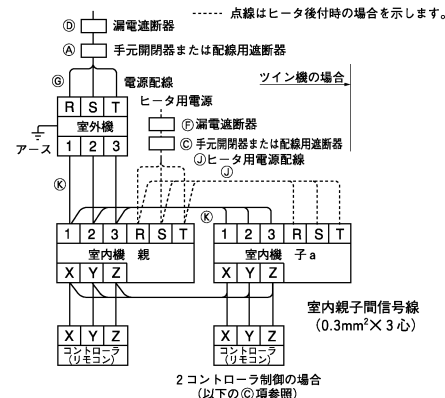 点線はヒータ後付時の場合を示します。
Ⓓ 漏電遮断器
Ⓐ 手元開閉器または配線用遮断器
Ⓖ 電源配線
ツイン機の場合
R S T
室外機
1 2 3
アース
ヒータ用電源
Ⓕ漏電遮断器
Ⓒ 手元開閉器または配線用遮断器
Ⓙヒータ用電源配線
Ⓙ
Ⓚ
Ⓚ
1 2 3 R S T
室内機 親
X Y Z
1 2 3 R S T
室内機 子a
X Y Z
室内親子間信号線
(0.3mm²×3心)
X Y Z
コントローラ
(リモコン)
X Y Z
コントローラ
(リモコン)
2コントローラ制御の場合
(以下のⒸ項参照)